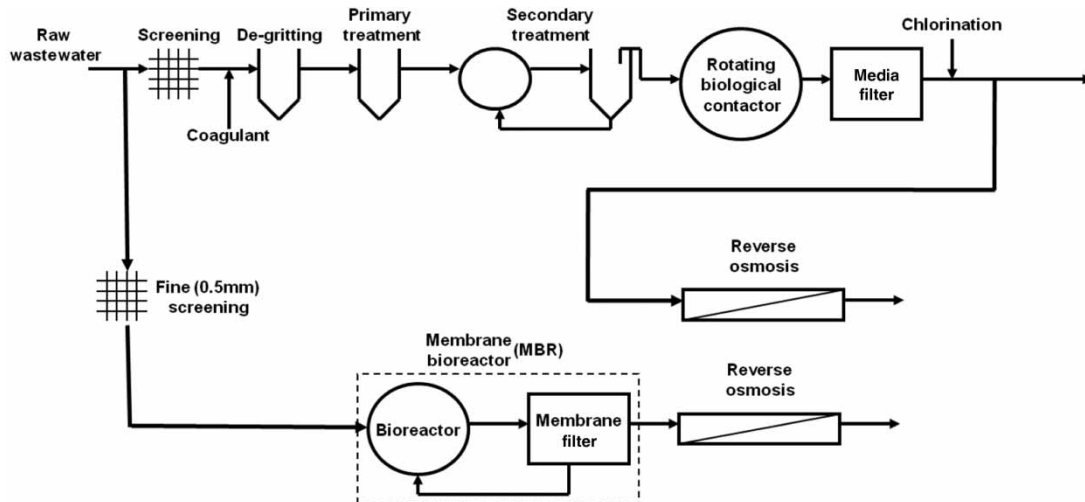 Raw
wastewater
Screening
Coagulant
De-gritting
Primary
treatment
Secondary
treatment
Rotating
biological
contactor
Media
filter
Chlorination
Reverse
osmosis
Fine (0.5mm)
screening
Membrane
bioreactor (MBR)
Bioreactor
Membrane
filter
Reverse
osmosis